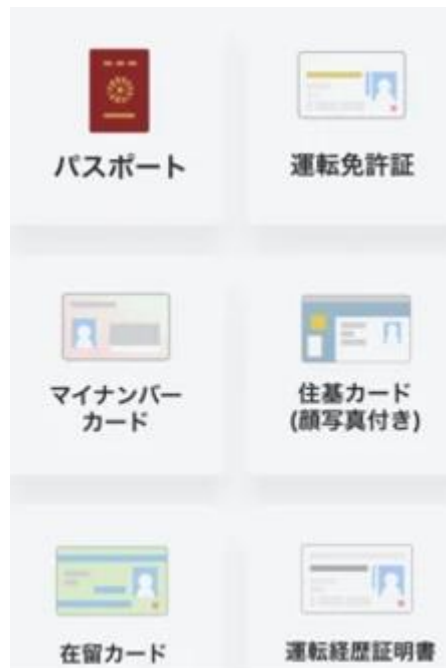 パスポート
運転免許証
マイナンバー
カード
住基カード
(顔写真付き)
在留カード
運転経歴証明書